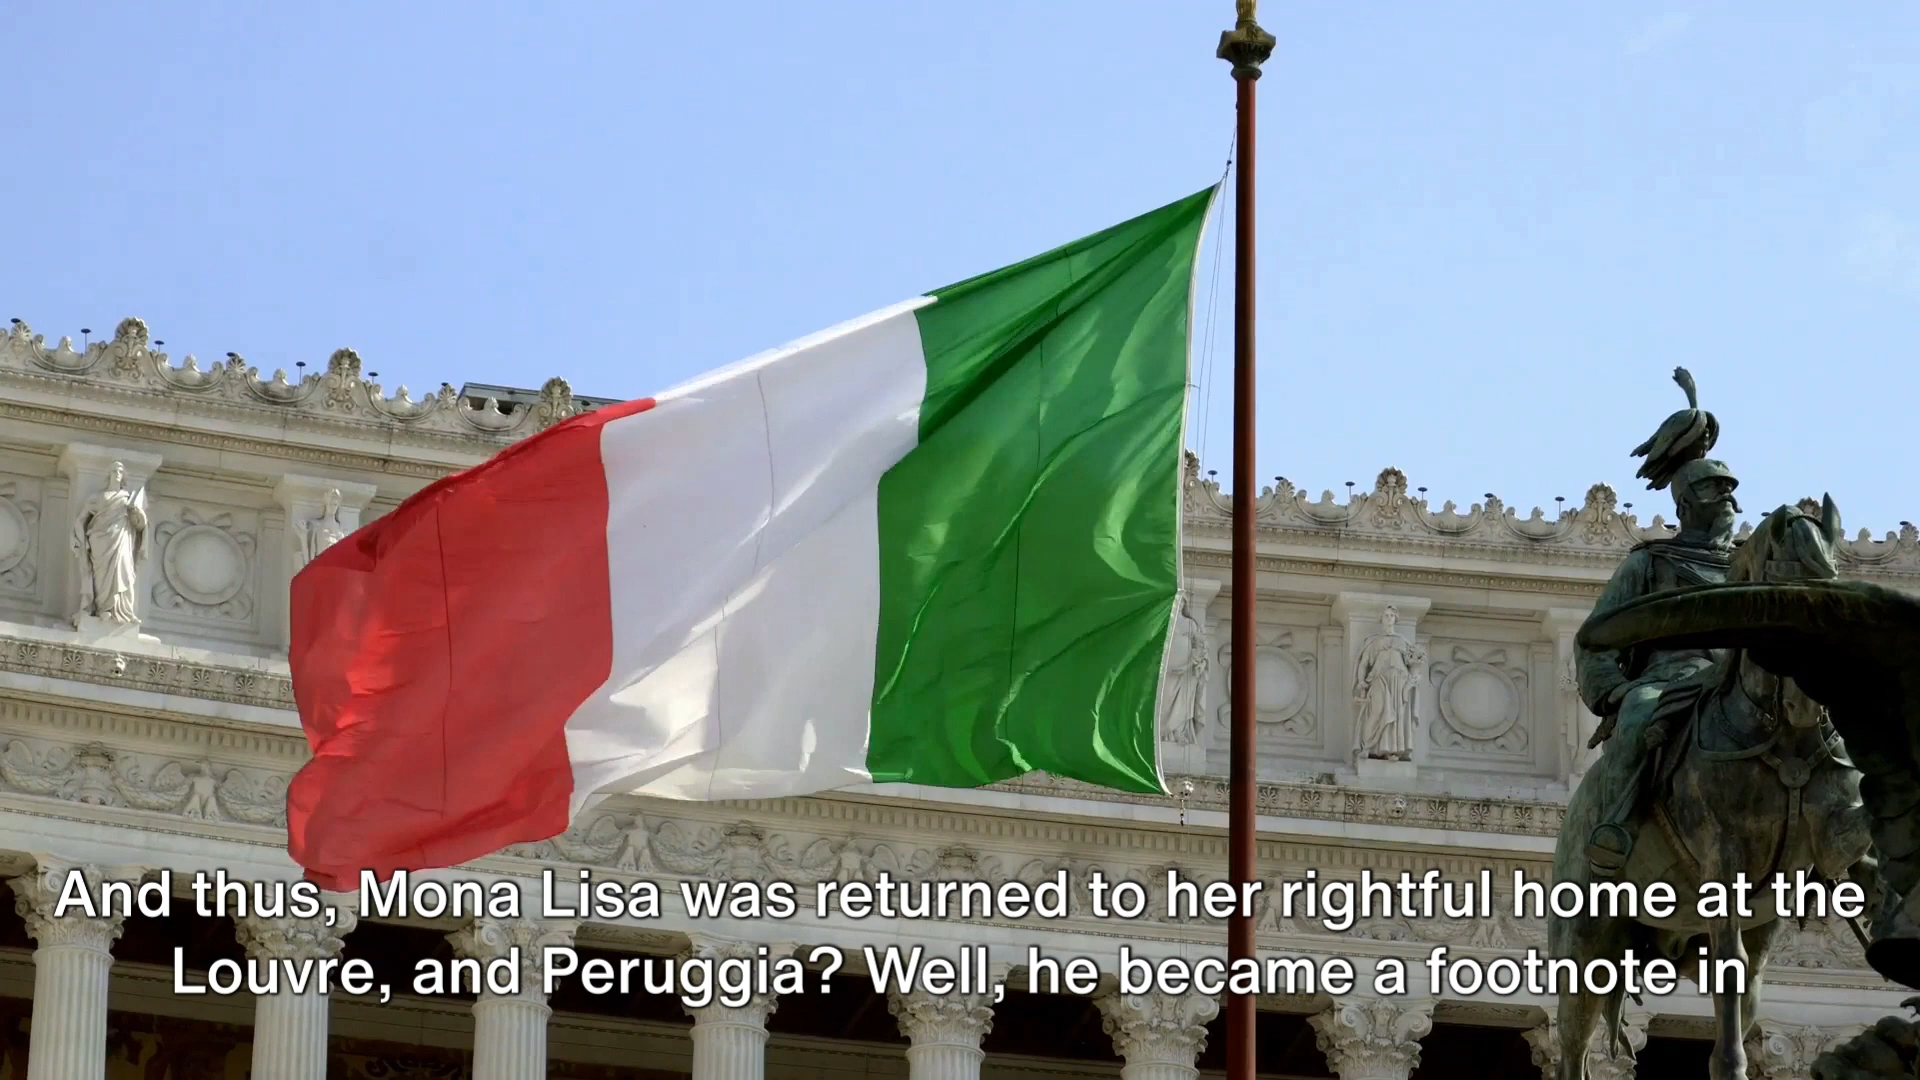 And thus, Mona Lisa was returned to her rightful home at the
Louvre, and Peruggia? Well, he became a footnote in